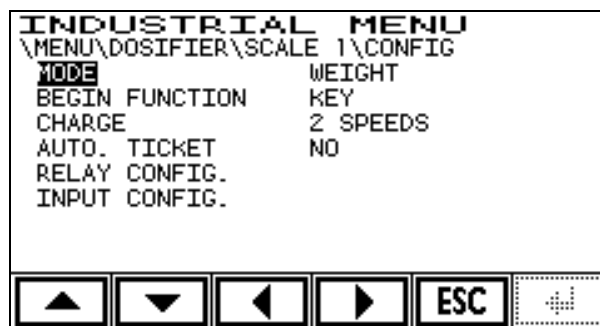 INDUSTRIAL MENU
\MENU\DOSIFIER\SCALE 1\CONFIG
MODE WEIGHT
BEGIN FUNCTION KEY
CHARGE 2 SPEEDS
AUTO. TICKET NO
RELAY CONFIG.
INPUT CONFIG.
ESC